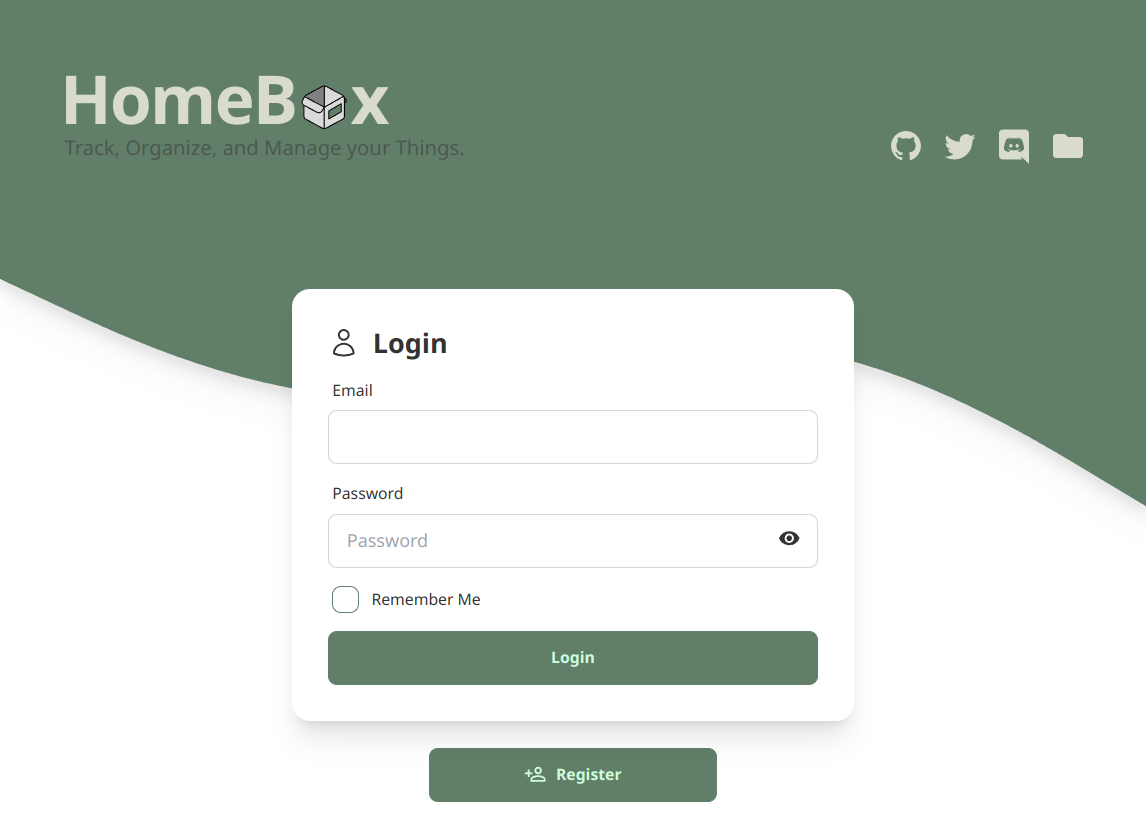 HomeBox
Track, Organize, and Manage your Things.
Login
Email
Password
Password
Remember Me
Login
Register